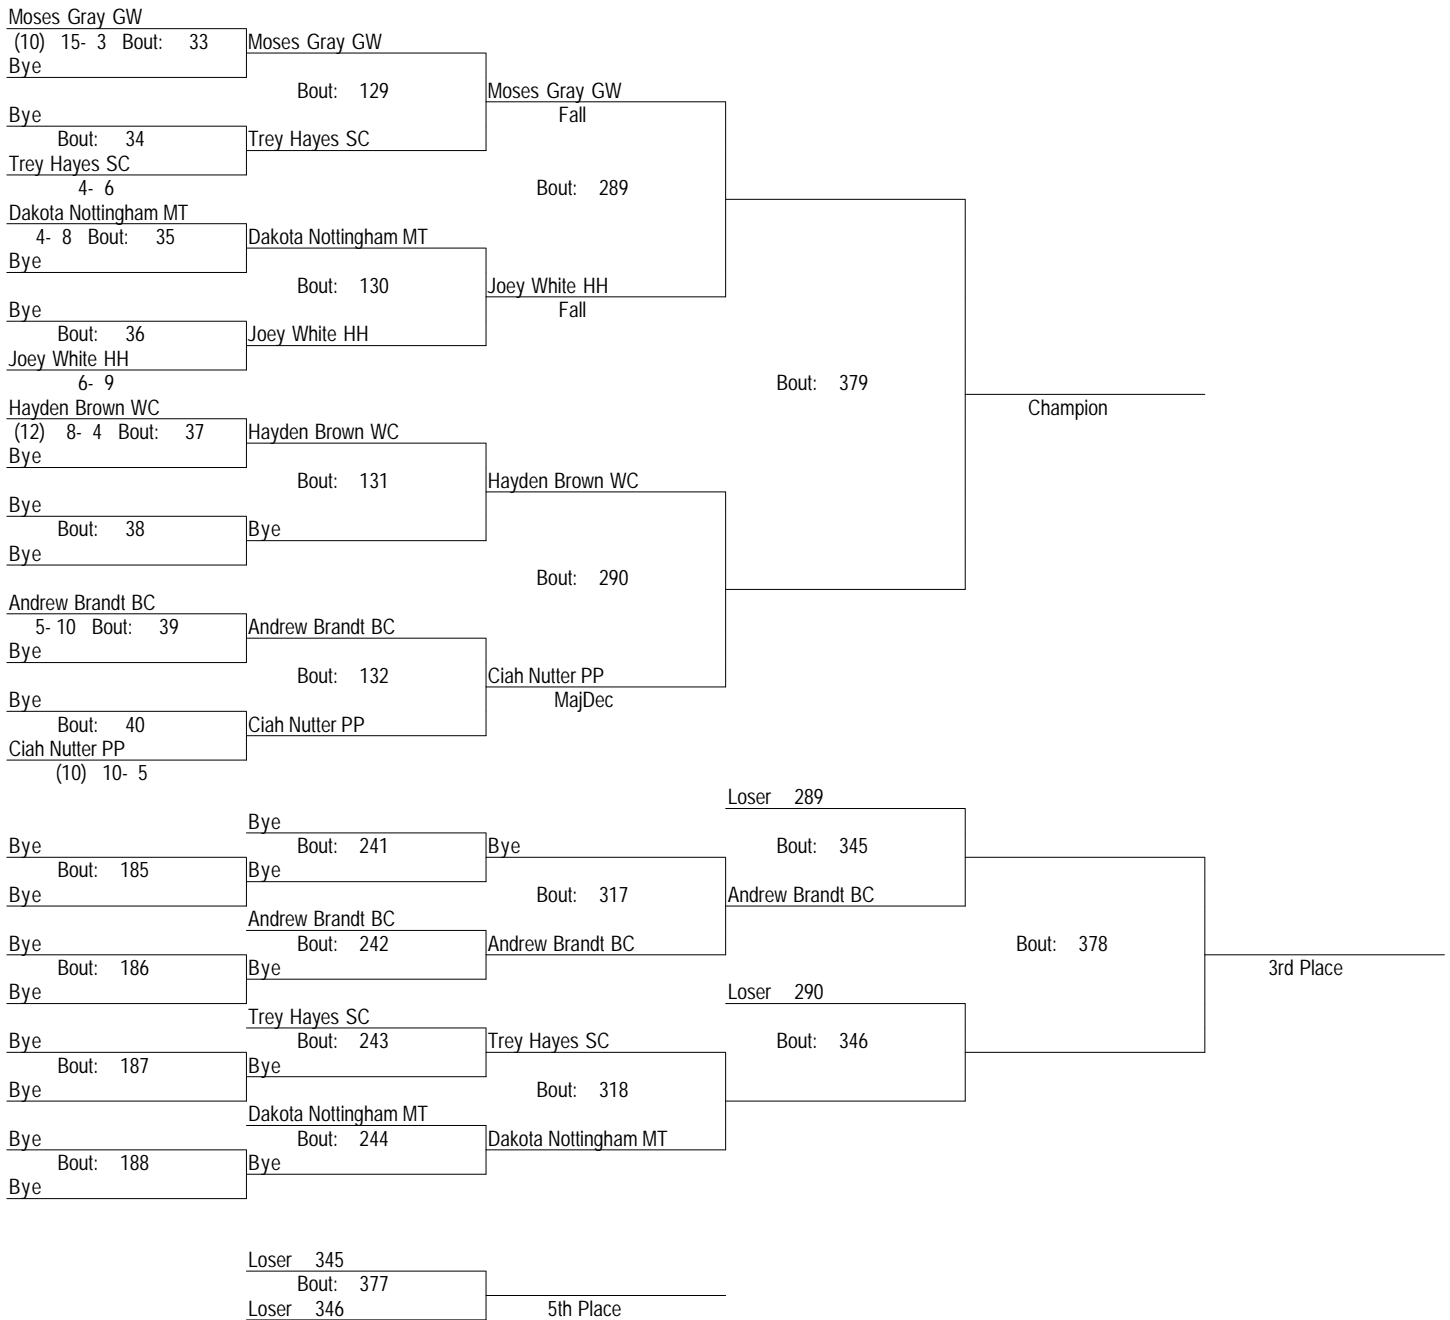 Moses Gray GW
(10) 15- 3 Bout: 33
Moses Gray GW
Bye
Bout: 129
Moses Gray GW
Fall
Bye
Bout: 34
Trey Hayes SC
Trey Hayes SC
4- 6
Bout: 289
Dakota Nottingham MT
4- 8 Bout: 35
Dakota Nottingham MT
Bye
Bout: 130
Joey White HH
Fall
Bye
Bout: 36
Joey White HH
Joey White HH
6- 9
Bout: 379
Champion
Hayden Brown WC
(12) 8- 4 Bout: 37
Hayden Brown WC
Bye
Bout: 131
Hayden Brown WC
Bye
Bout: 38
Bye
Bye
Bout: 290
Andrew Brandt BC
5- 10 Bout: 39
Andrew Brandt BC
Bye
Bout: 132
Ciah Nutter PP
MajDec
Bye
Bout: 40
Ciah Nutter PP
Ciah Nutter PP
(10) 10- 5
Loser 289
Bye
Bye
Bout: 241
Bye
Bout: 345
Bout: 185
Bye
Bye
Bout: 317
Andrew Brandt BC
Andrew Brandt BC
Bye
Bout: 242
Andrew Brandt BC
Bout: 378
Bout: 186
Bye
3rd Place
Bye
Loser 290
Trey Hayes SC
Bye
Bout: 243
Trey Hayes SC
Bout: 346
Bout: 187
Bye
Bye
Bout: 318
Dakota Nottingham MT
Bye
Bout: 244
Dakota Nottingham MT
Bout: 188
Bye
Bye
Loser 345
Bout: 377
Loser 346
5th Place